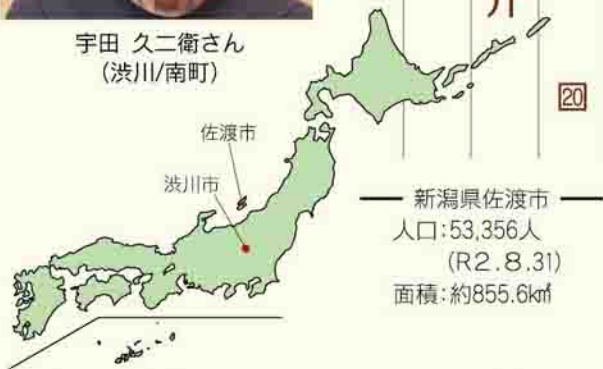 宇田 久二衛さん
(渋川/南町)
20
佐渡市
渋川市
新潟県佐渡市
人口:53,356人
(R2.8.31)
面積:約855.6km²